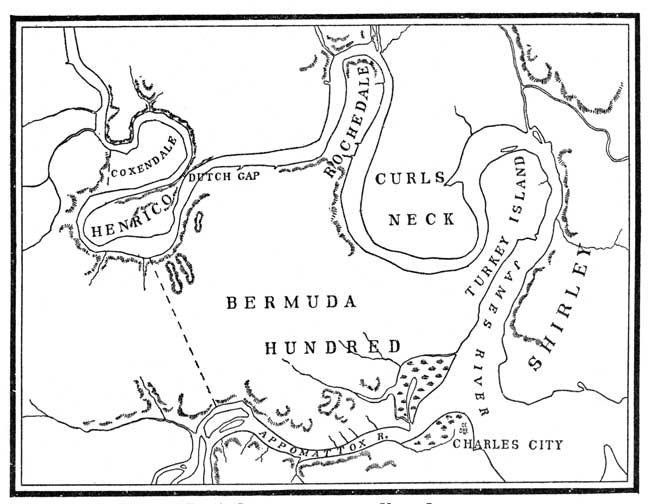 ROCHEDALE
COXENDALE
DUTCH GAP
HENRICO
CURLS
NECK
TURKEY ISLAND
JAMES RIVER
SHIRLEY
BERMUDA
HUNDRED
APPOMATTOX R.
CHARLES CITY